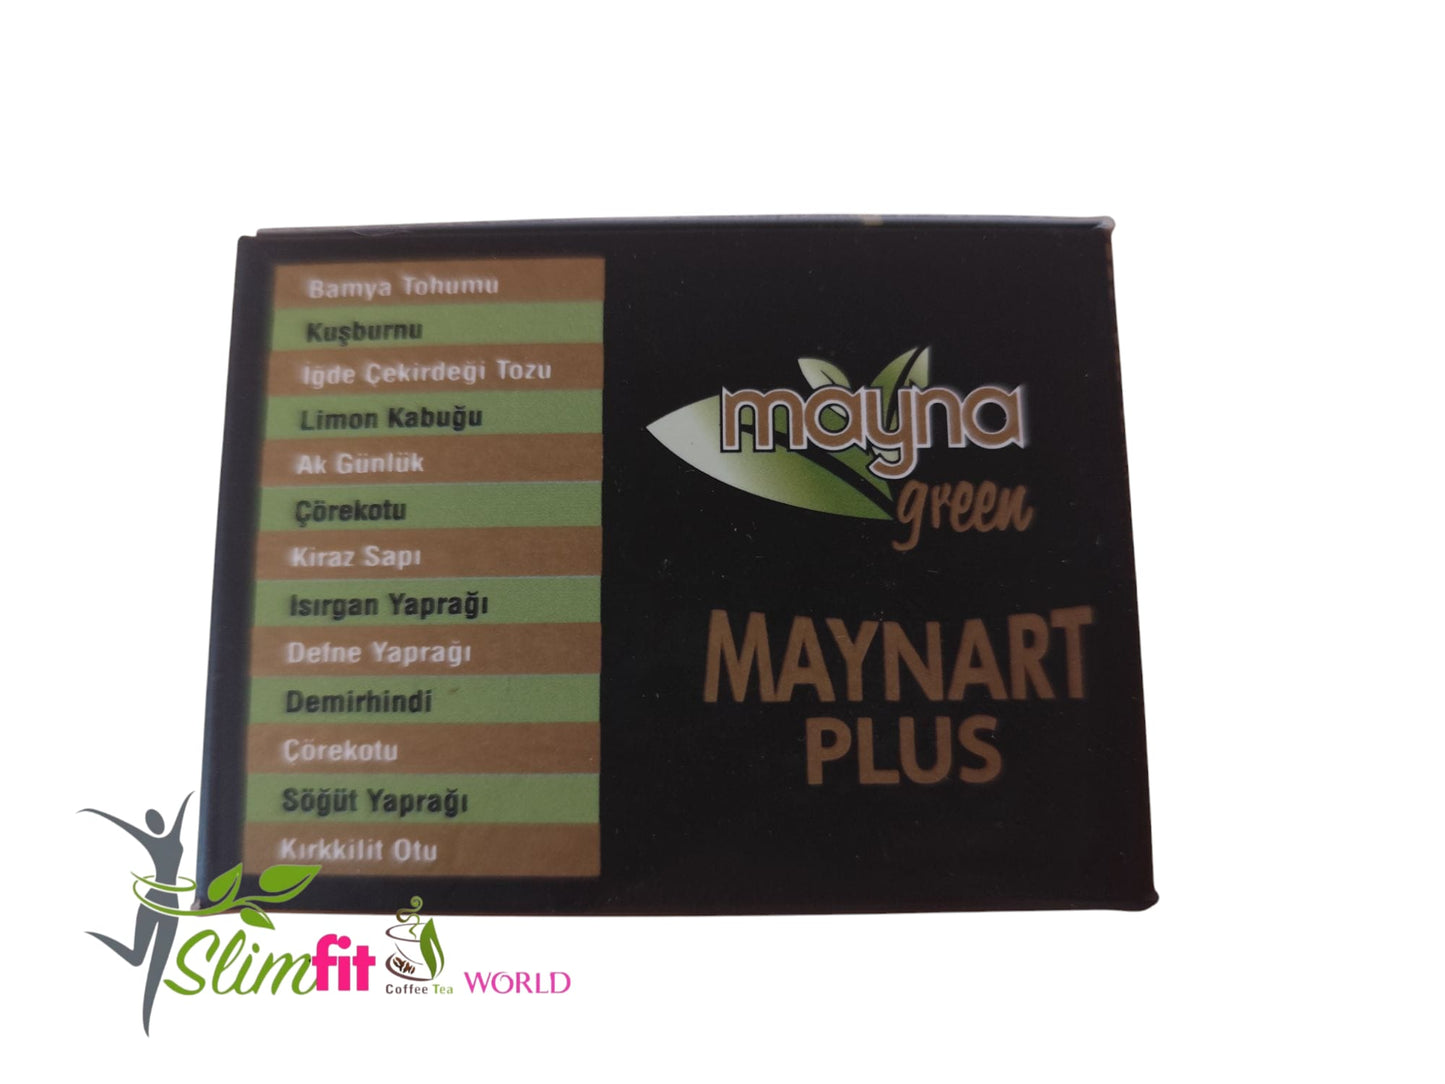 Bamya Tohumu
Kuşburnu
İğde Çekirdeği Tozu
Limon Kabuğu
Ak Günlük
Çörekotu
Kiraz Sapı
Isırgan Yaprağı
Defne Yaprağı
Demirhindi
Çörekotu
Söğüt Yaprağı
Kırkkilit Otu
mayna
green
MAYNART
PLUS
Slimfit
Coffee Tea
WORLD